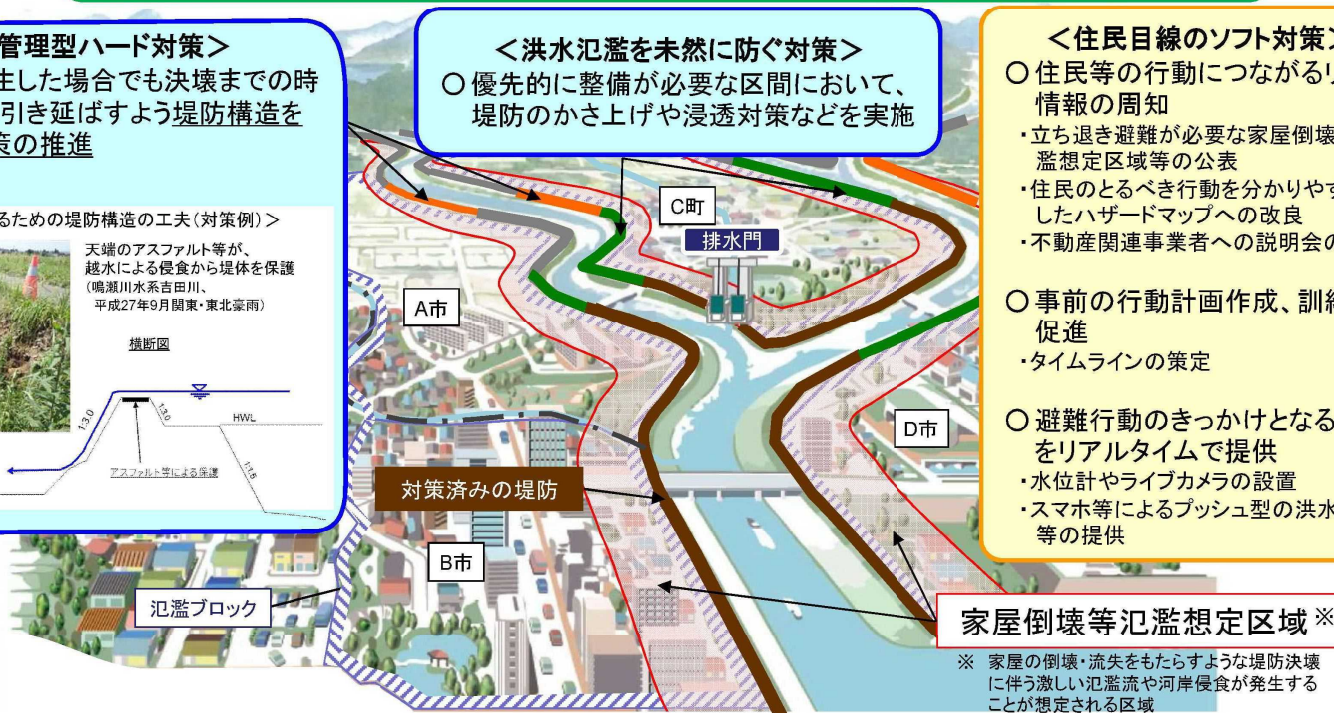 管理型ハード対策＞
生した場合でも決壊までの時
引き延ばすよう堤防構造を
策の推進
るための堤防構造の工夫(対策例)＞
天端のアスファルト等が、
越水による侵食から堤体を保護
(鳴瀬川水系吉田川、
平成27年9月関東・東北豪雨)
横断図
1:3.0
1:3.0
HWL
1:1.5
アスファルト等による保護
＜洪水氾濫を未然に防ぐ対策＞
○優先的に整備が必要な区間において、
堤防のかさ上げや浸透対策などを実施
C町
排水門
A市
D市
対策済みの堤防
B市
氾濫ブロック
＜住民目線のソフト対策＞
○住民等の行動につながるリ
情報の周知
・立ち退き避難が必要な家屋倒壊
濫想定区域等の公表
・住民のとるべき行動を分かりやす
したハザードマップへの改良
・不動産関連事業者への説明会の
○事前の行動計画作成、訓練
促進
・タイムラインの策定
○避難行動のきっかけとなる
をリアルタイムで提供
・水位計やライブカメラの設置
・スマホ等によるプッシュ型の洪水
等の提供
家屋倒壊等氾濫想定区域※
※ 家屋の倒壊・流失をもたらすような堤防決壊
に伴う激しい氾濫流や河岸侵食が発生する
ことが想定される区域